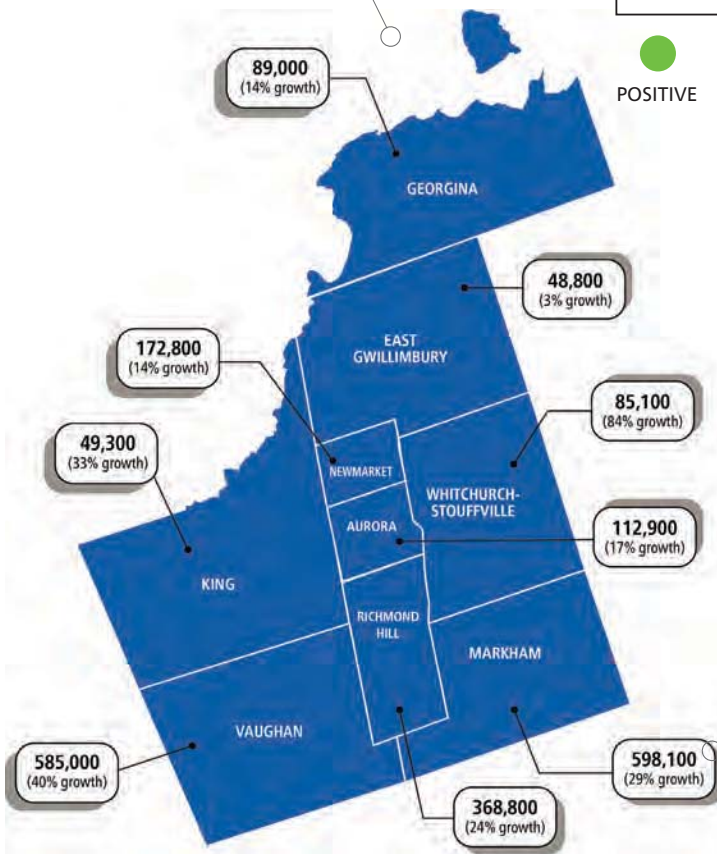 POSITIVE
89,000
(14% growth)
GEORGINA
48,800
(3% growth)
EAST
GWILLIMBURY
172,800
(14% growth)
85,100
(84% growth)
49,300
(33% growth)
NEWMARKET
WHITCHURCH-
STOUFFVILLE
AURORA
112,900
(17% growth)
KING
RICHMOND
HILL
MARKHAM
VAUGHAN
585,000
(40% growth)
598,100
(29% growth)
368,800
(24% growth)